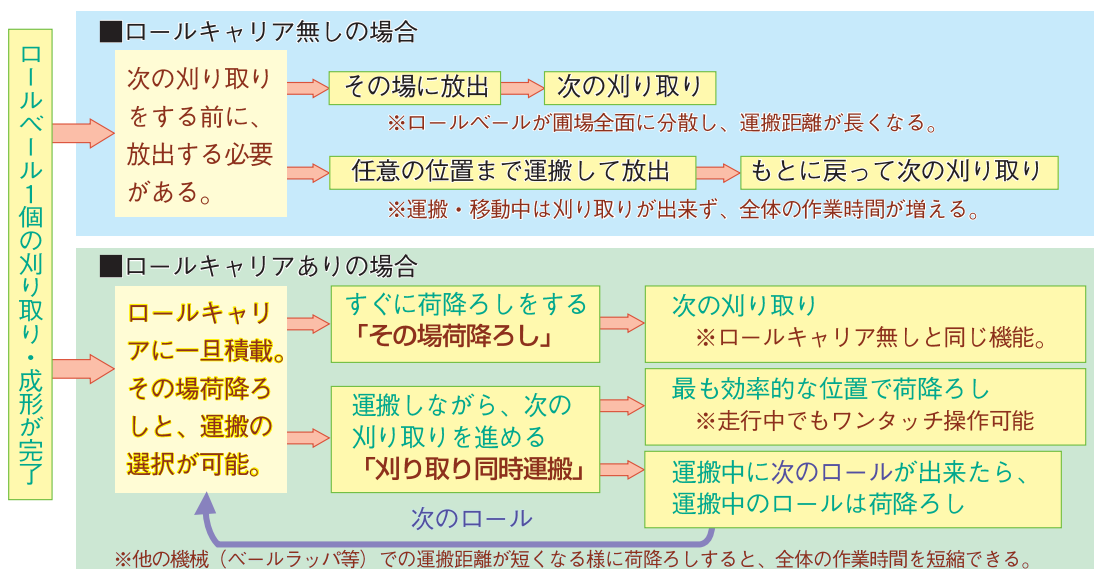 ロールベール1個の刈り取り・成形が完了
■ロールキャリア無しの場合
次の刈り取り
をする前に、
放出する必要
がある。
その場に放出
次の刈り取り
※ロールベールが圃場全面に分散し、運搬距離が長くなる。
任意の位置まで運搬して放出
もとに戻って次の刈り取り
※運搬・移動中は刈り取りが出来ず、全体の作業時間が増える。
■ロールキャリアありの場合
ロールキャリ
アに一旦積載。
その場荷降ろ
しと、運搬の
選択が可能。
すぐに荷降ろしをする
「その場荷降ろし」
次の刈り取り
※ロールキャリア無しと同じ機能。
運搬しながら、次の
刈り取りを進める
「刈り取り同時運搬」
最も効率的な位置で荷降ろし
※走行中でもワンタッチ操作可能
運搬中に次のロールが出来たら、
運搬中のロールは荷降ろし
次のロール
※他の機械（ベールラッパ等）での運搬距離が短くなる様に荷降ろしすると、全体の作業時間を短縮できる。